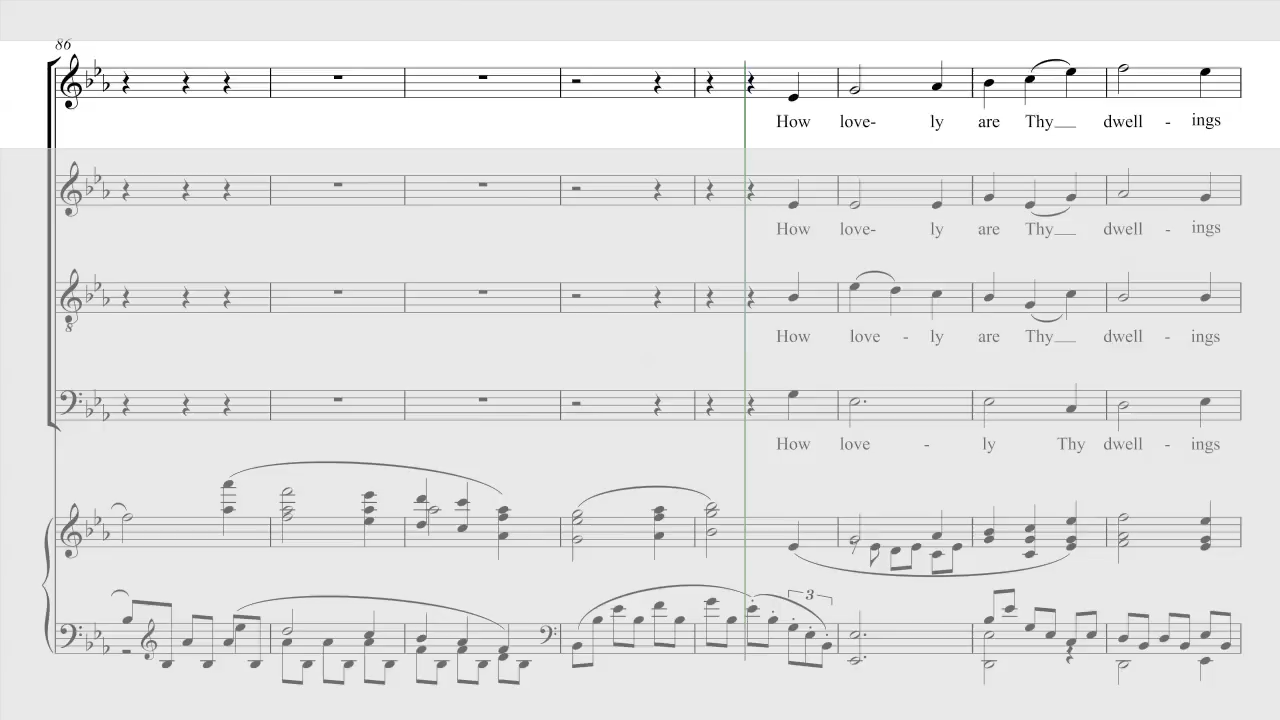 86
How love- ly are Thy dwell - ings
How love- ly are Thy dwell - ings
8
How love - ly are Thy dwell - ings
How love - ly Thy dwell - ings
3